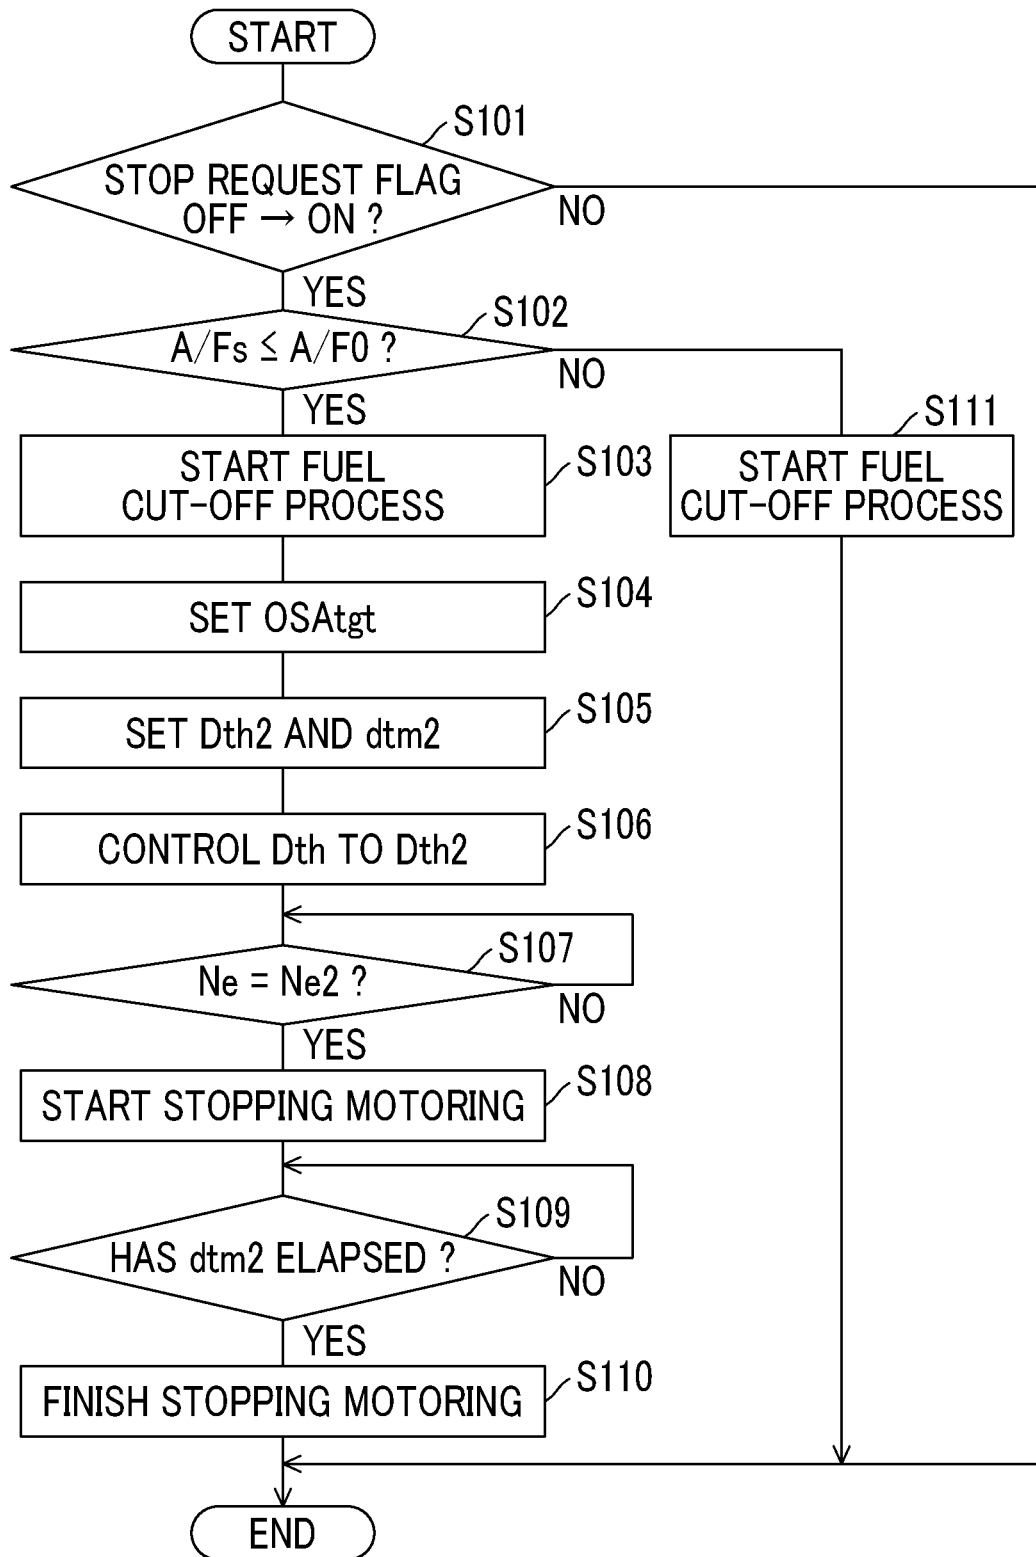 START
S101
STOP REQUEST FLAG
OFF → ON ?
NO
YES
S102
A/Fs ≤ A/F0 ?
NO
YES
S103
START FUEL
CUT-OFF PROCESS
S111
START FUEL
CUT-OFF PROCESS
S104
SET OSAtgt
S105
SET Dth2 AND dtm2
S106
CONTROL Dth TO Dth2
S107
Ne = Ne2 ?
NO
YES
S108
START STOPPING MOTORING
S109
HAS dtm2 ELAPSED ?
NO
YES
S110
FINISH STOPPING MOTORING
END